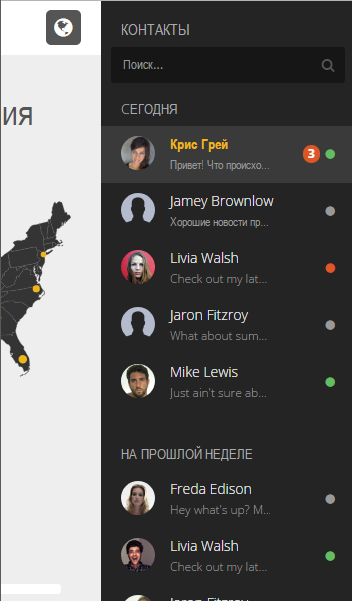 КОНТАКТЫ
Поиск...
ия
СЕГОДНЯ
Крис Грей
3
Привет! Что происхо...
Jamey Brownlow
Хорошие новости пр...
Livia Walsh
Check out my lat...
Jaron Fitzroy
What about sum...
Mike Lewis
Just ain't sure ab...
НА ПРОШЛОЙ НЕДЕЛЕ
Freda Edison
Hey what's up? M...
Livia Walsh
Check out my lat...
Jaron Fitzroy